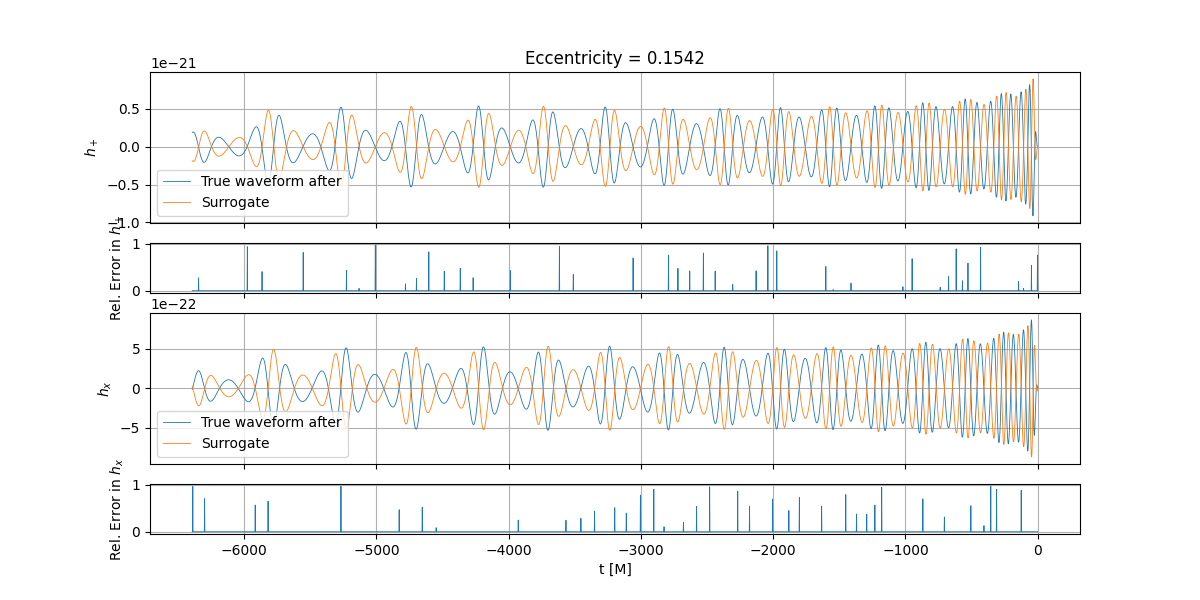 Eccentricity = 0.1542
1e−21
0.5
0.0
−0.5
−1.0
h₊
True waveform after
Surrogate
1
0
Rel. Error in h₊
1e−22
5
0
−5
hₓ
True waveform after
Surrogate
1
0
Rel. Error in hₓ
−6000 −5000 −4000 −3000 −2000 −1000 0
t [M]